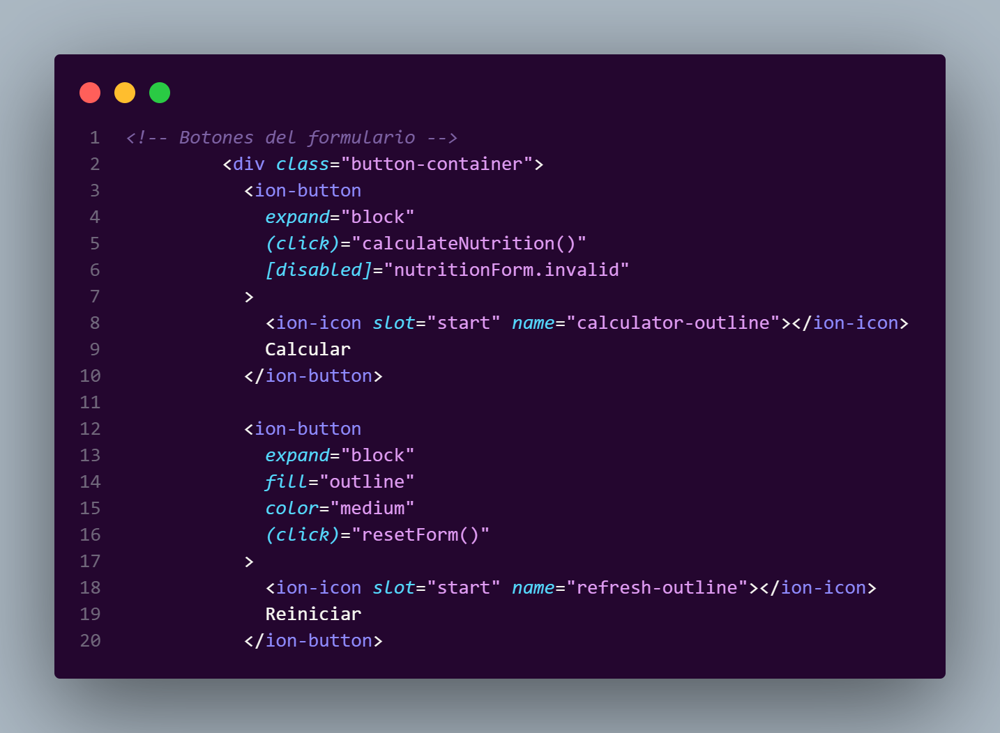 1 <!-- Botones del formulario -->
2 <div class="button-container">
3 <ion-button
4 expand="block"
5 (click)="calculateNutrition()"
6 [disabled]="nutritionForm.invalid"
7 >
8 <ion-icon slot="start" name="calculator-outline"></ion-icon>
9 Calcular
10 </ion-button>
11
12 <ion-button
13 expand="block"
14 fill="outline"
15 color="medium"
16 (click)="resetForm()"
17 >
18 <ion-icon slot="start" name="refresh-outline"></ion-icon>
19 Reiniciar
20 </ion-button>